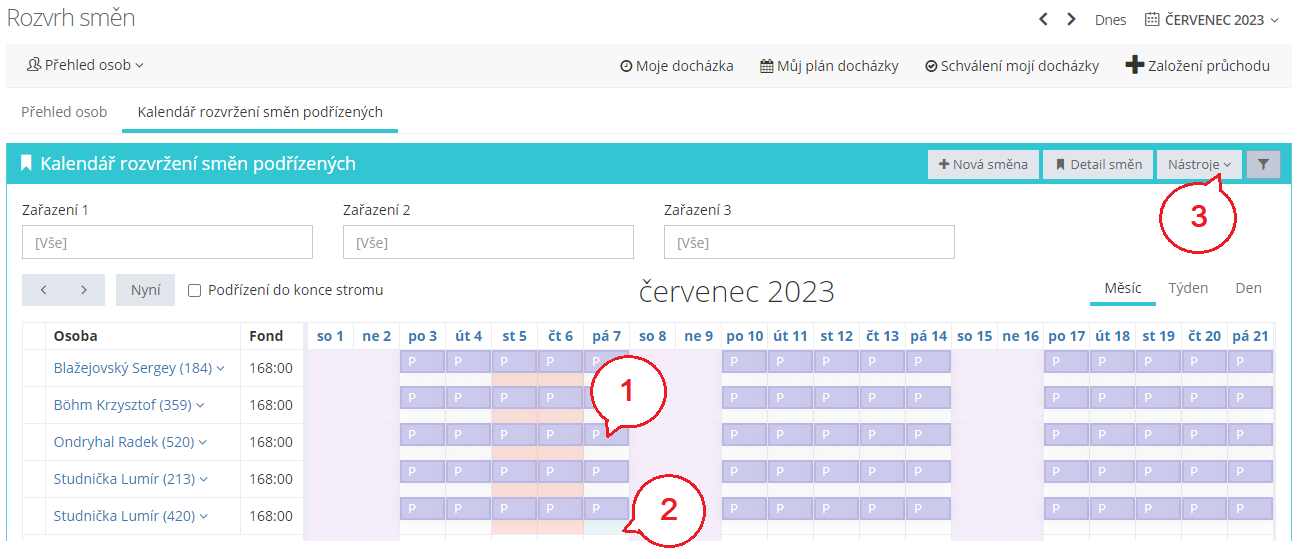 Rozvrh směn
Dnes ČERVENEC 2023
Přehled osob Moje docházka Můj plán docházky Schválení mojí docházky Založení průchodu
Přehled osob Kalendář rozvržení směn podřízených
Kalendář rozvržení směn podřízených Nová směna Detail směn Nástroje
3
Zařazení 1 Zařazení 2 Zařazení 3
[Vše] [Vše] [Vše]
Nyní Podřízení do konce stromu červenec 2023 Měsíc Týden Den
Osoba Fond so 1 ne 2 po 3 út 4 st 5 čt 6 pá 7 so 8 ne 9 po 10 út 11 st 12 čt 13 pá 14 so 15 ne 16 po 17 út 18 st 19 čt 20 pá 21
Blažejovský Sergey (184) 168:00 P P P P P P P P P P P P P P P
1
Böhm Krzysztof (359) 168:00 P P P P P P P P P P P P P P
Ondryhal Radek (520) 168:00 P P P P P P P P P P P P P P P
Studnička Lumír (213) 168:00 P P P P P P P P P P P P P P P
2
Studnička Lumír (420) 168:00 P P P P P P P P P P P P P P P